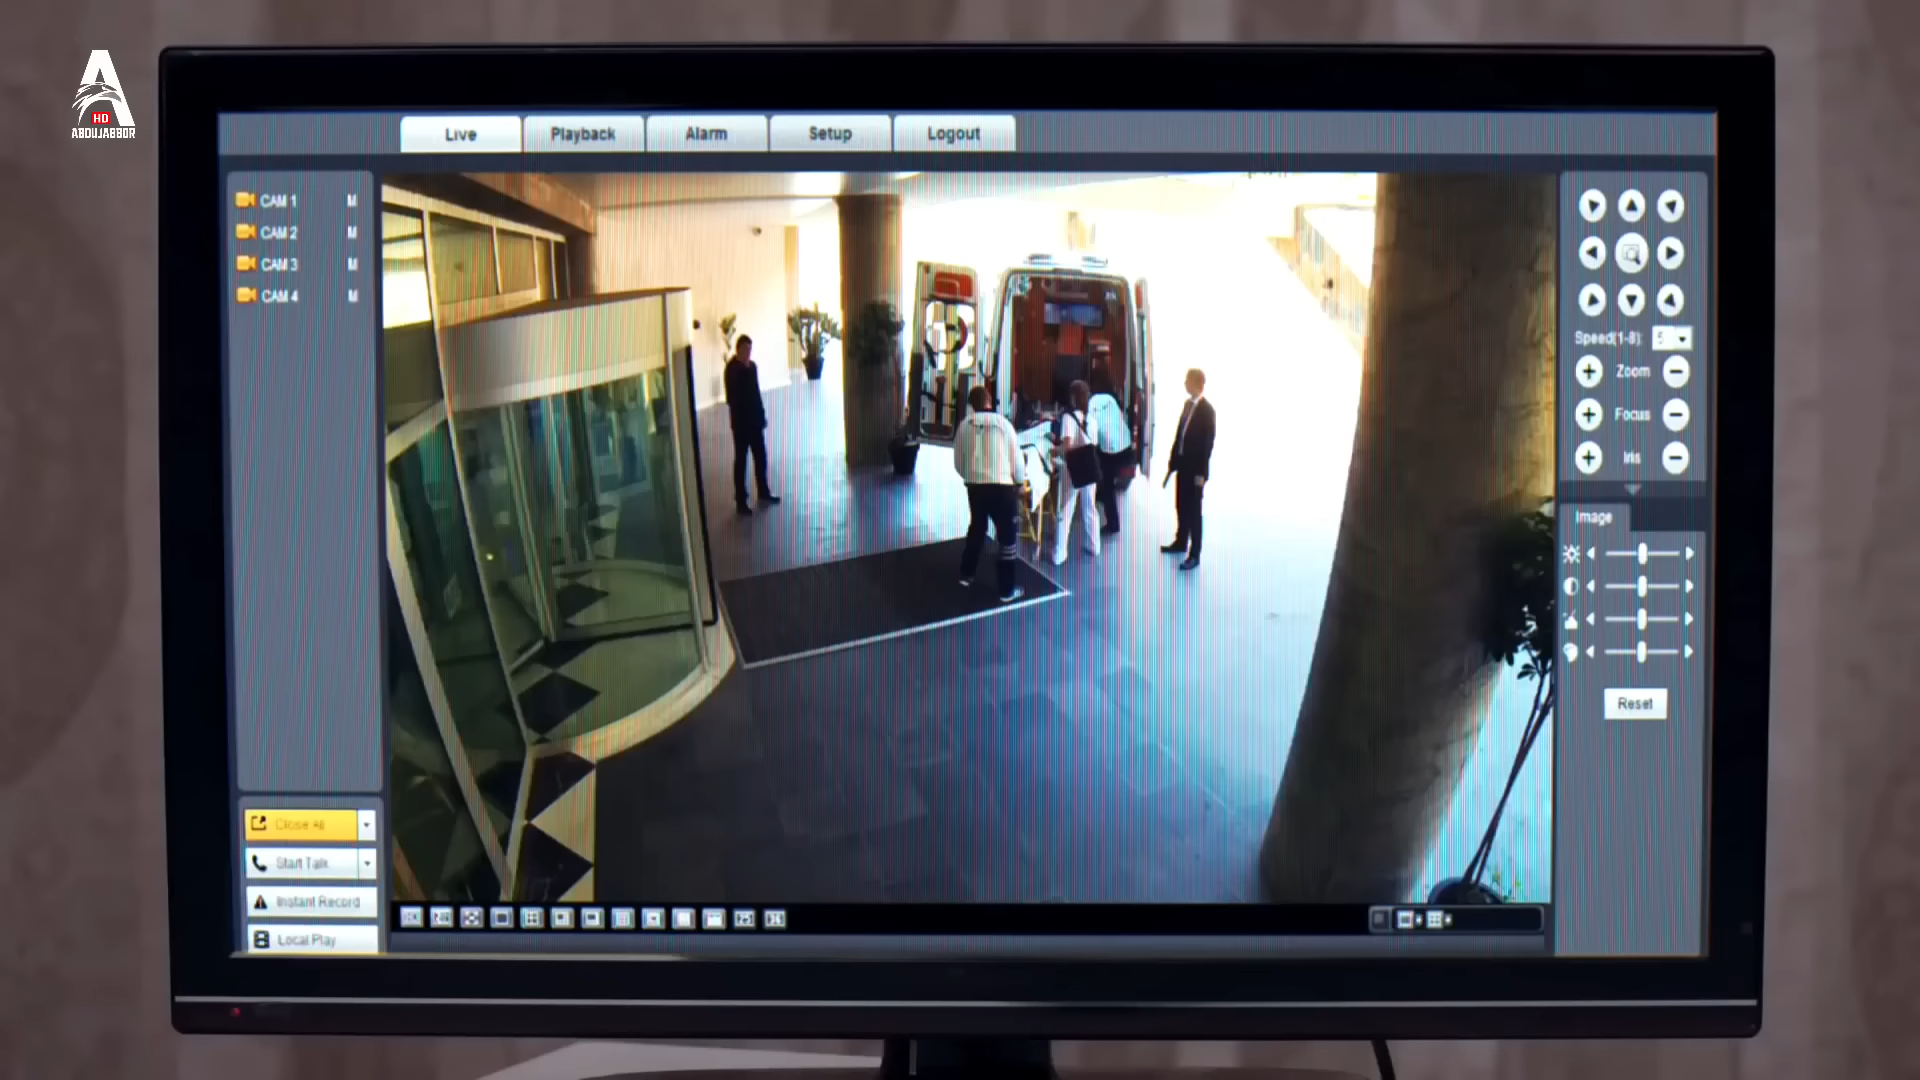 A
HD
ABDUJABBOR
Live
Playback
Alarm
Setup
Logout
CAM 1 M
CAM 2 M
CAM 3 M
CAM 4 M
Speed(1-8): 5
Zoom
Focus
Iris
Image
Reset
Close All
Start Talk
Instant Record
Local Play